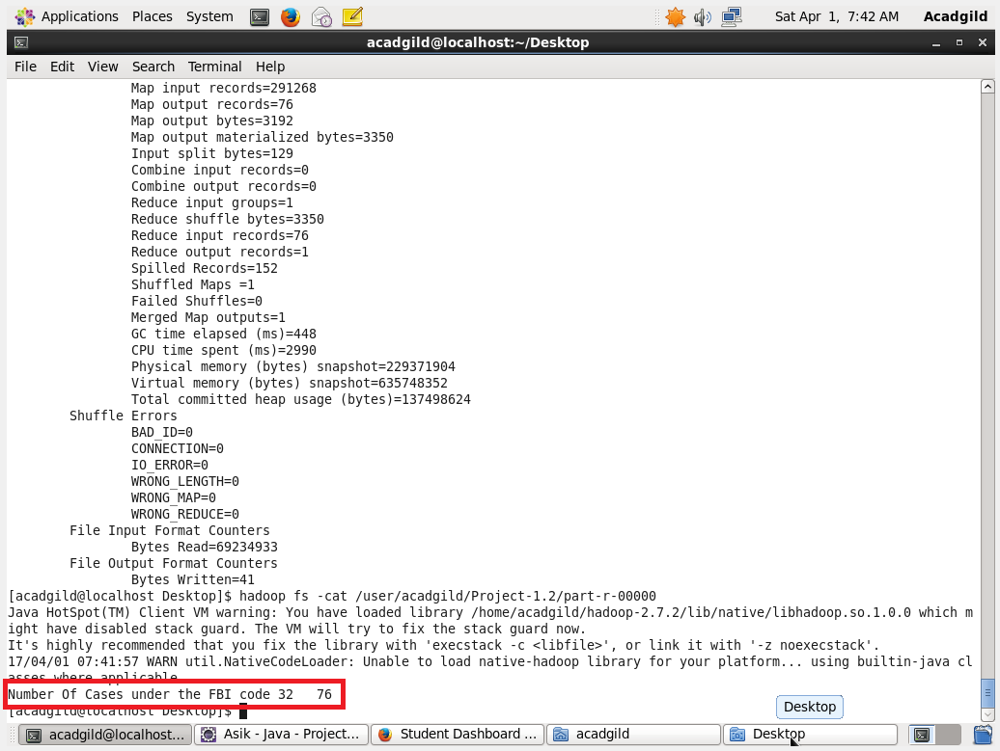 Applications Places System Sat Apr 1, 7:42 AM Acadgild
acadgild@localhost:~/Desktop
File Edit View Search Terminal Help
Map input records=291268
Map output records=76
Map output bytes=3192
Map output materialized bytes=3350
Input split bytes=129
Combine input records=0
Combine output records=0
Reduce input groups=1
Reduce shuffle bytes=3350
Reduce input records=76
Reduce output records=1
Spilled Records=152
Shuffled Maps =1
Failed Shuffles=0
Merged Map outputs=1
GC time elapsed (ms)=448
CPU time spent (ms)=2990
Physical memory (bytes) snapshot=229371904
Virtual memory (bytes) snapshot=635748352
Total committed heap usage (bytes)=137498624
Shuffle Errors
BAD_ID=0
CONNECTION=0
IO_ERROR=0
WRONG_LENGTH=0
WRONG_MAP=0
WRONG_REDUCE=0
File Input Format Counters
Bytes Read=69234933
File Output Format Counters
Bytes Written=41
[acadgild@localhost Desktop]$ hadoop fs -cat /user/acadgild/Project-1.2/part-r-00000
Java HotSpot(TM) Client VM warning: You have loaded library /home/acadgild/hadoop-2.7.2/lib/native/libhadoop.so.1.0.0 which m
ight have disabled stack guard. The VM will try to fix the stack guard now.
It's highly recommended that you fix the library with 'execstack -c <libfile>', or link it with '-z noexecstack'.
17/04/01 07:41:57 WARN util.NativeCodeLoader: Unable to load native-hadoop library for your platform... using builtin-java cl
asses where applicable
Number Of Cases under the FBI code 32 76
[acadgild@localhost Desktop]$
Desktop
acadgild@localhost... Asik - Java - Project... Student Dashboard ... acadgild Desktop